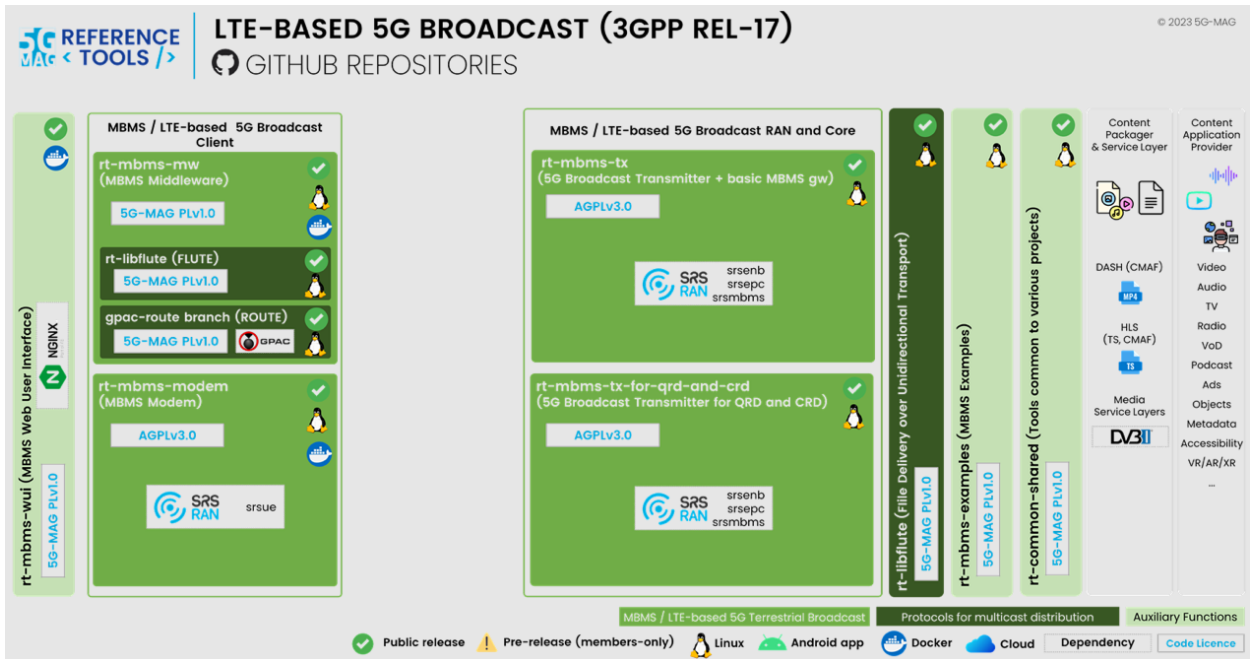 5G MAG REFERENCE
< TOOLS />
LTE-BASED 5G BROADCAST (3GPP REL-17)
GITHUB REPOSITORIES
© 2023 5G-MAG
rt-mbms-wui (MBMS Web User Interface)
NGINX
5G-MAG PLv1.0
MBMS / LTE-based 5G Broadcast
Client
rt-mbms-mw
(MBMS Middleware)
5G-MAG PLv1.0
rt-libflute (FLUTE)
5G-MAG PLv1.0
gpac-route branch (ROUTE)
5G-MAG PLv1.0
GPAC
rt-mbms-modem
(MBMS Modem)
AGPLv3.0
SRS
RAN
srsue
MBMS / LTE-based 5G Broadcast RAN and Core
rt-mbms-tx
(5G Broadcast Transmitter + basic MBMS gw)
AGPLv3.0
SRS
RAN
srsenb
srsepc
srsmbms
rt-mbms-tx-for-qrd-and-crd
(5G Broadcast Transmitter for QRD and CRD)
AGPLv3.0
SRS
RAN
srsenb
srsepc
srsmbms
rt-libflute (Fliile Delivery over Unidirectional Transport)
5G-MAG PLv1.0
rt-mbms-examples (MBMS Examples)
5G-MAG PLv1.0
rt-common-shared (Tools common to various projects)
5G-MAG PLv1.0
Content
Packager
& Service Layer
DASH (CMAF)
MP4
HLS
(TS, CMAF)
TS
Media
Service Layers
DVB
Content
Application
Provider
Video
Audio
TV
Radio
VoD
Podcast
Ads
Objects
Metadata
Accessibility
VR/AR/XR
...
MBMS / LTE-based 5G Terrestrial Broadcast
Protocols for multicast distribution
Auxiliary Functions
Public release
Pre-release (members-only)
Linux
Android app
Docker
Cloud
Dependency
Code Licence